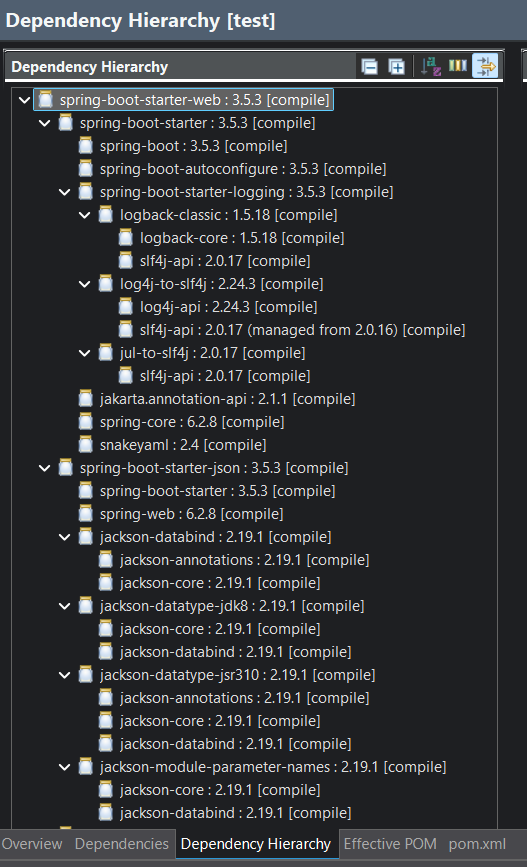 Dependency Hierarchy [test]
Dependency Hierarchy
spring-boot-starter-web : 3.5.3 [compile]
spring-boot-starter : 3.5.3 [compile]
spring-boot : 3.5.3 [compile]
spring-boot-autoconfigure : 3.5.3 [compile]
spring-boot-starter-logging : 3.5.3 [compile]
logback-classic : 1.5.18 [compile]
logback-core : 1.5.18 [compile]
slf4j-api : 2.0.17 [compile]
log4j-to-slf4j : 2.24.3 [compile]
log4j-api : 2.24.3 [compile]
slf4j-api : 2.0.17 (managed from 2.0.16) [compile]
jul-to-slf4j : 2.0.17 [compile]
slf4j-api : 2.0.17 [compile]
jakarta.annotation-api : 2.1.1 [compile]
spring-core : 6.2.8 [compile]
snakeyaml : 2.4 [compile]
spring-boot-starter-json : 3.5.3 [compile]
spring-boot-starter : 3.5.3 [compile]
spring-web : 6.2.8 [compile]
jackson-databind : 2.19.1 [compile]
jackson-annotations : 2.19.1 [compile]
jackson-core : 2.19.1 [compile]
jackson-datatype-jdk8 : 2.19.1 [compile]
jackson-core : 2.19.1 [compile]
jackson-databind : 2.19.1 [compile]
jackson-datatype-jsr310 : 2.19.1 [compile]
jackson-annotations : 2.19.1 [compile]
jackson-core : 2.19.1 [compile]
jackson-databind : 2.19.1 [compile]
jackson-module-parameter-names : 2.19.1 [compile]
jackson-core : 2.19.1 [compile]
jackson-databind : 2.19.1 [compile]
Overview Dependencies Dependency Hierarchy Effective POM pom.xml